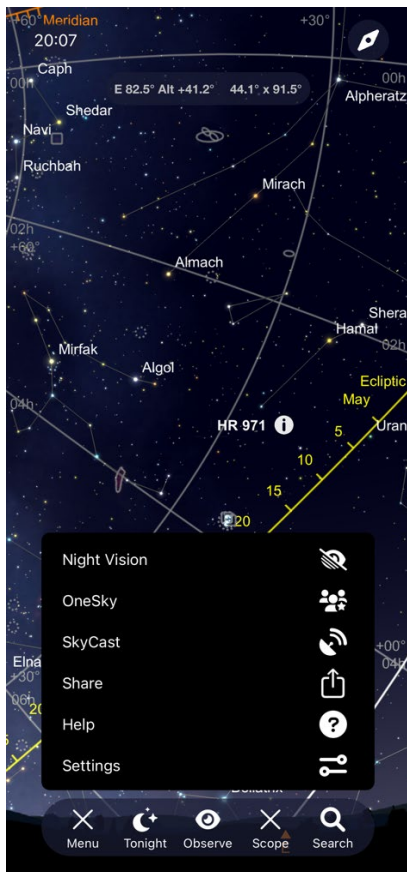 +60° Meridian
+30°
20:07
Caph
00h
E 82.5° Alt +41.2° 44.1° x 91.5°
00h
Alpheratz
Shedar
Navi
Ruchbah
Mirach
02h
+60°
Almach
Shera
Hamal
02h
Mirfak
Algol
Ecliptic
May
04h
HR 971
5
Uran
10
15
20
Night Vision
OneSky
SkyCast
+00°
Elna
04h
+30°
Share
06h
20
Help
5
Settings
Bellatrix
Menu Tonight Observe Scope Search
E